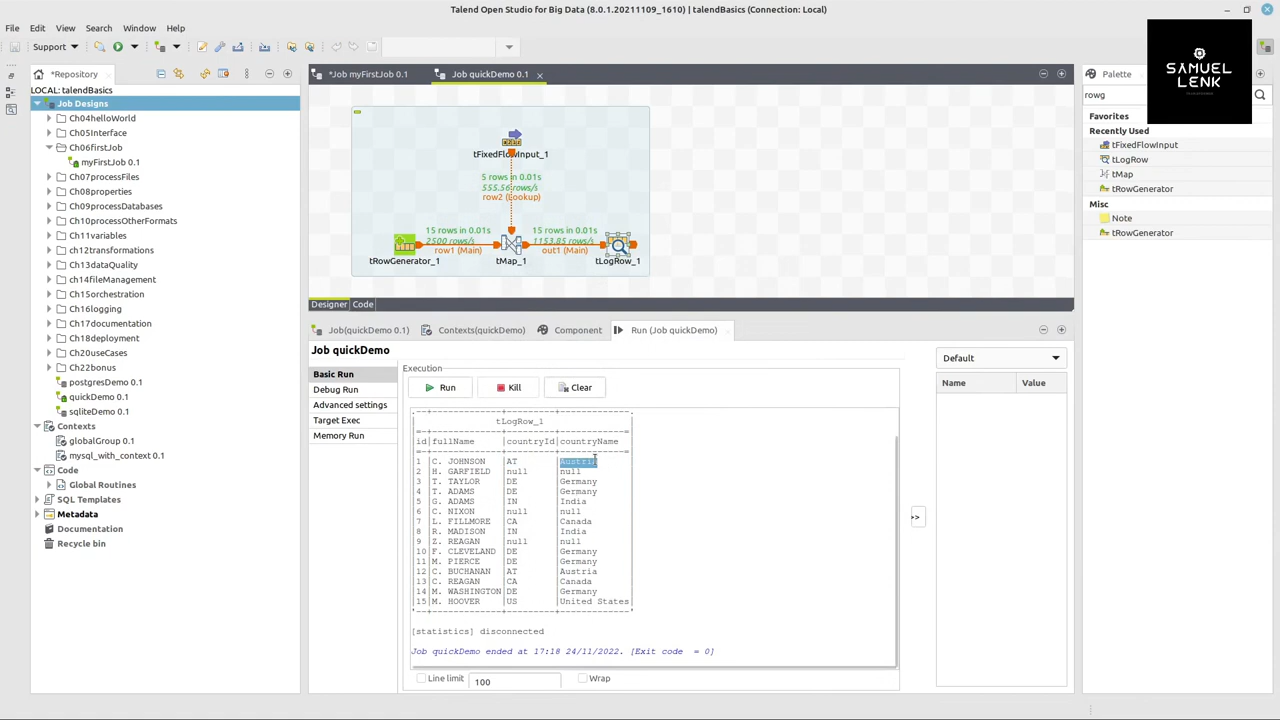 Talend Open Studio for Big Data (8.0.1.20211109_1610) | talendBasics (Connection: Local)
File Edit View Search Window Help
Support
*Repository
*Job myFirstJob 0.1
Job quickDemo 0.1
Palette
SAMUEL
LENK
LOCAL: talendBasics
Job Designs
Ch04helloWorld
Ch05Interface
Ch06firstJob
myFirstJob 0.1
Ch07processFiles
Ch08properties
Ch09processDatabases
Ch10processOtherFormats
Ch11variables
ch12transformations
Ch13dataQuality
ch14fileManagement
Ch15orchestration
Ch16logging
Ch17documentation
Ch18deployment
Ch20useCases
Ch22bonus
postgresDemo 0.1
quickDemo 0.1
sqliteDemo 0.1
Contexts
globalGroup 0.1
mysql_with_context 0.1
Code
Global Routines
SQL Templates
Metadata
Documentation
Recycle bin
tFixedFlowInput_1
5 rows in 0.01s
555.56 rows/s
row2 (Lookup)
15 rows in 0.01s
2500 rows/s
row1 (Main)
15 rows in 0.01s
1153.85 rows/s
out1 (Main)
tRowGenerator_1
tMap_1
tLogRow_1
Designer Code
rowg
Favorites
Recently Used
tFixedFlowInput
tLogRow
tMap
tRowGenerator
Misc
Note
tRowGenerator
Job(quickDemo 0.1)
Contexts(quickDemo)
Component
Run (Job quickDemo)
Job quickDemo
Basic Run
Debug Run
Advanced settings
Target Exec
Memory Run
Execution
Run
Kill
Clear
tLogRow_1
id|fullName |countryId|countryName
1 |C. JOHNSON |AT |Austria
2 |H. GARFIELD |null |null
3 |T. TAYLOR |DE |Germany
4 |T. ADAMS |DE |Germany
5 |G. ADAMS |IN |India
6 |C. NIXON |null |null
7 |L. FILLMORE |CA |Canada
8 |R. MADISON |IN |India
9 |Z. REAGAN |null |null
10|F. CLEVELAND |DE |Germany
11|M. PIERCE |DE |Germany
12|C. BUCHANAN |AT |Austria
13|C. REAGAN |CA |Canada
14|M. WASHINGTON|DE |Germany
15|M. HOOVER |US |United States
[statistics] disconnected
Job quickDemo ended at 17:18 24/11/2022. [Exit code = 0]
Line limit 100
Wrap
>>
Default
Name Value